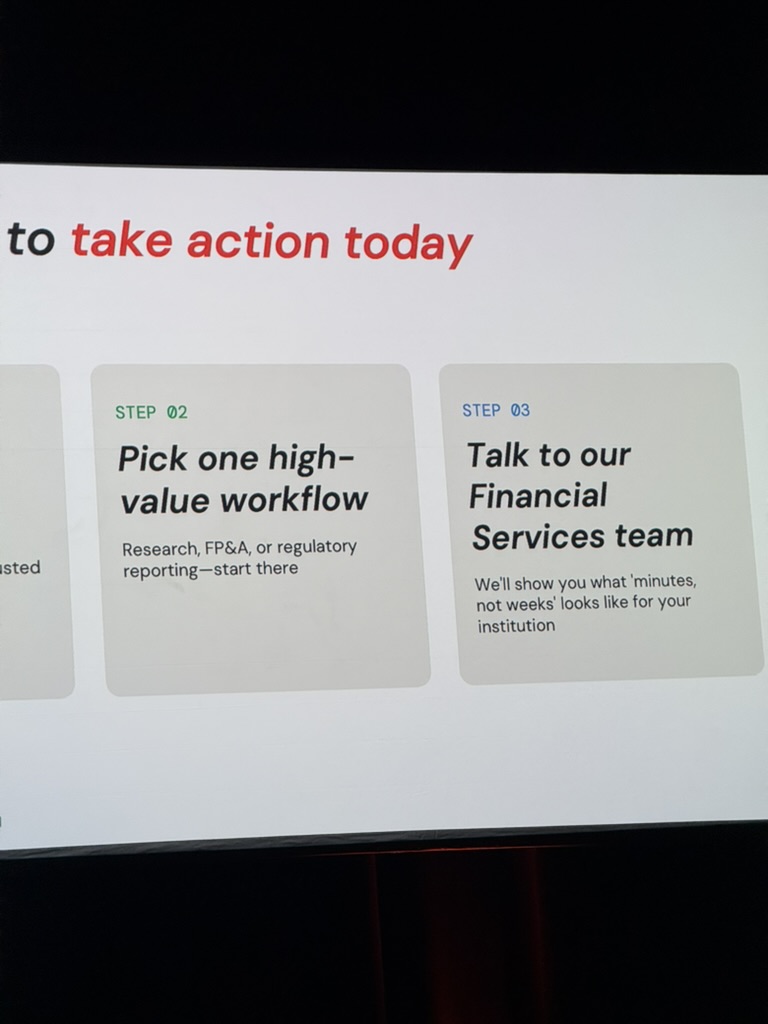 to take action today
STEP 02
Pick one high-
value workflow
Research, FP&A, or regulatory
reporting—start there
STEP 03
Talk to our
Financial
Services team
We'll show you what 'minutes,
not weeks' looks like for your
institution